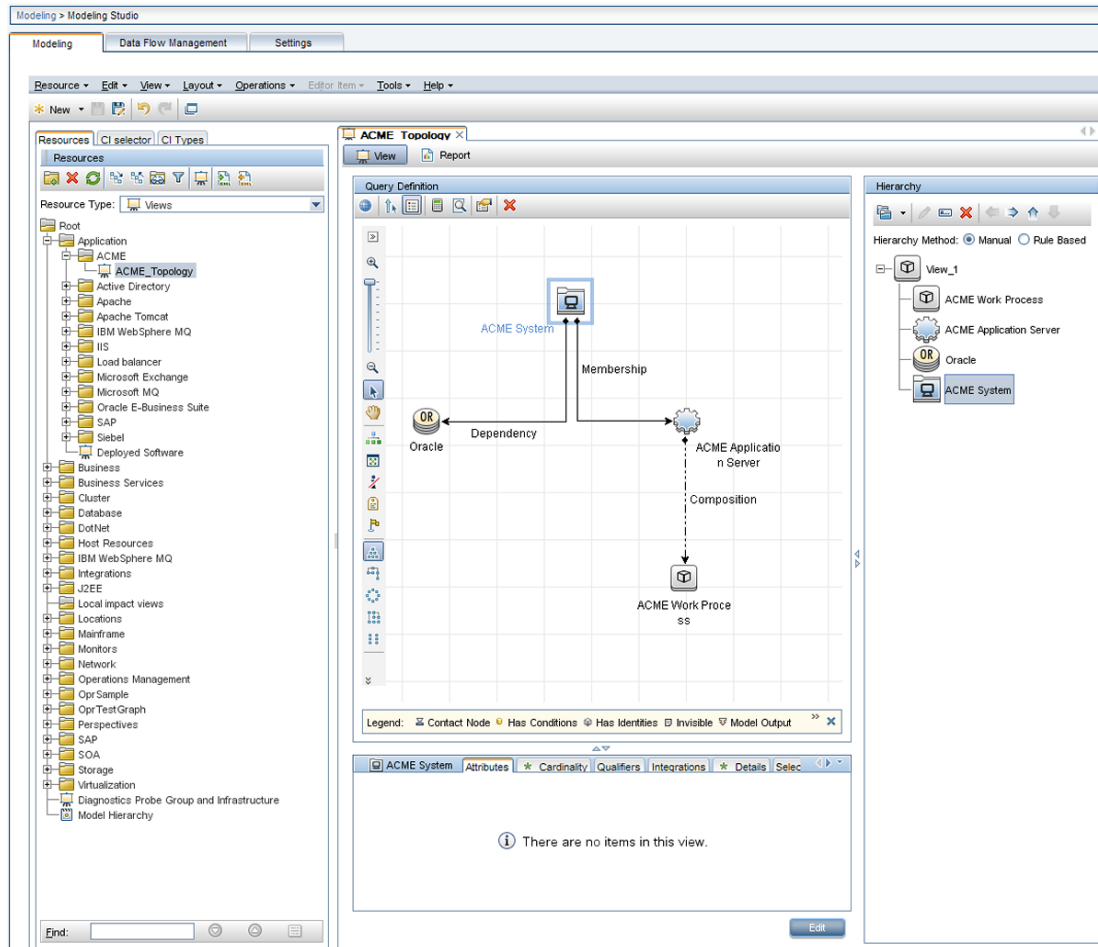 Modeling > Modeling Studio
Modeling Data Flow Management Settings
Resource Edit View Layout Operations Editor Item Tools Help
New
Resources CI selector CI Types
Resources
Resource Type: Views
Root
Application
ACME
ACME_Topology
Active Directory
Apache
Apache Tomcat
IBM WebSphere MQ
IIS
Load balancer
Microsoft Exchange
Microsoft MQ
Oracle E-Business Suite
SAP
Siebel
Deployed Software
Business
Business Services
Cluster
Database
DotNet
Host Resources
IBM WebSphere MQ
Integrations
J2EE
Local impact views
Locations
Mainframe
Monitors
Network
Operations Management
OprSample
OprTestGraph
Perspectives
SAP
SOA
Storage
Virtualization
Diagnostics Probe Group and Infrastructure
Model Hierarchy
Find:
ACME_Topology
View Report
Query Definition
ACME System
Membership
OR
Oracle
Dependency
ACME Applicatio
n Server
Composition
ACME Work Proce
ss
Legend: Contact Node Has Conditions Has Identities Invisible Model Output
ACME System Attributes * Cardinality Qualifiers Integrations * Details Selec
There are no items in this view.
Edit
Hierarchy
Hierarchy Method: Manual Rule Based
View_1
ACME Work Process
ACME Application Server
OR Oracle
ACME System